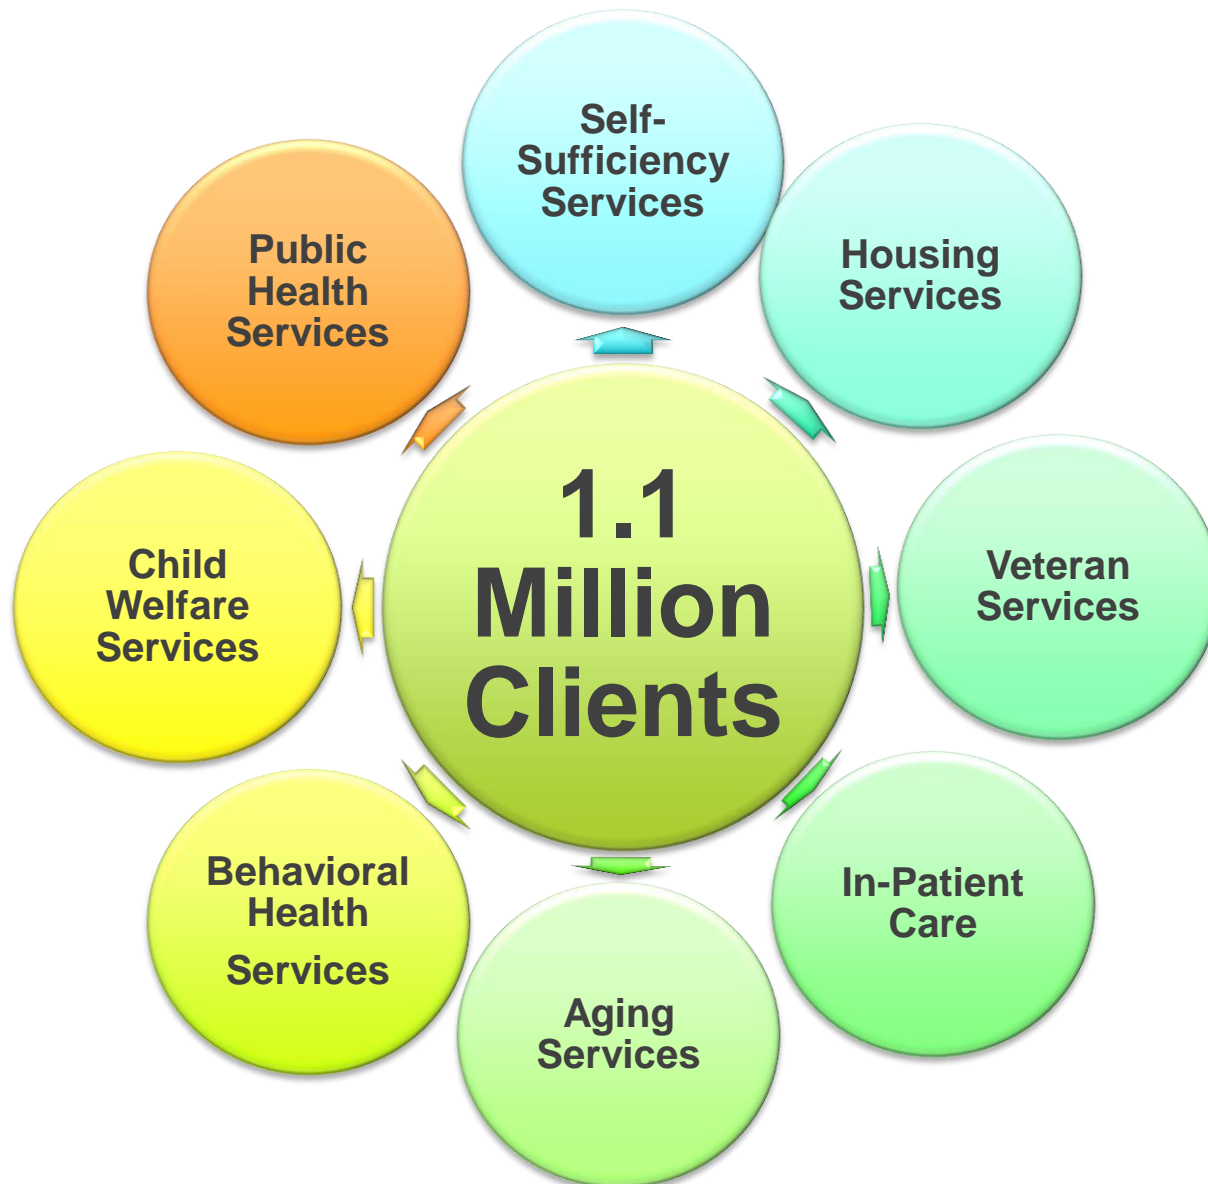 Self-
Sufficiency
Services
Housing
Services
Veteran
Services
In-Patient
Care
Aging
Services
Behavioral
Health
Services
Child
Welfare
Services
Public
Health
Services
1.1
Million
Clients